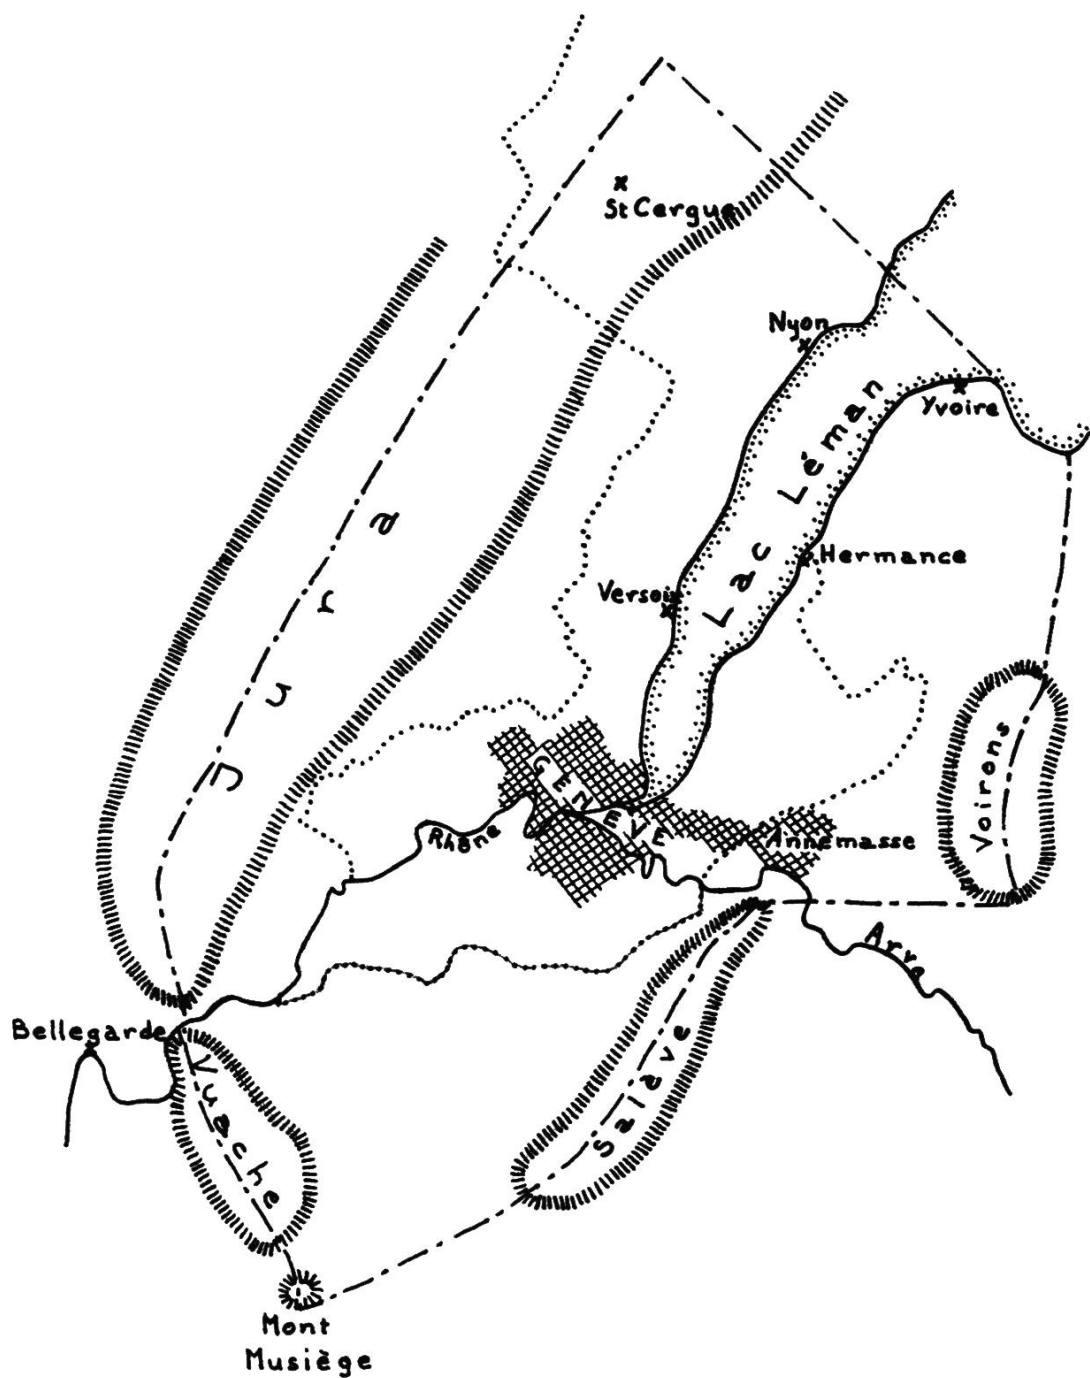 St Cergue
Nyon
Yvoire
Lac Léman
Jura
Hermance
Versoix
GENEVE
Rhône
Annemasse
Voirons
Arve
Bellegarde
Vuache
Salève
Mont
Musiège